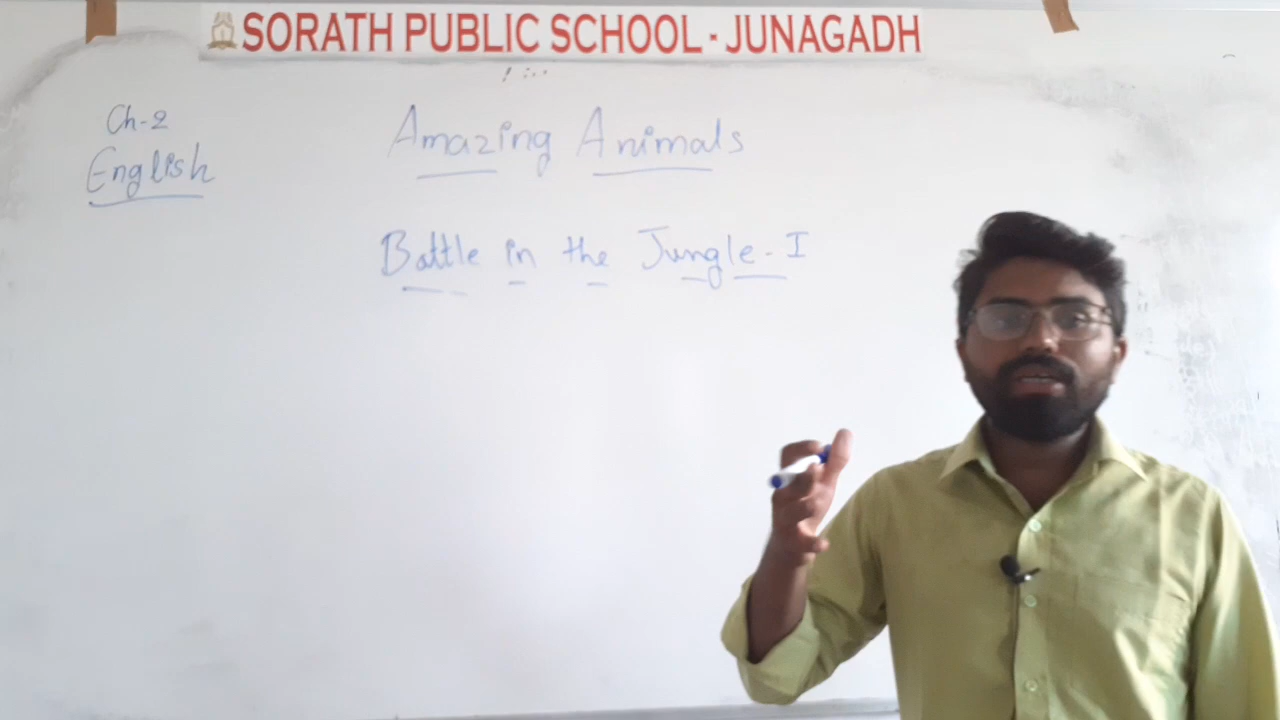 SORATH PUBLIC SCHOOL - JUNAGADH
Ch-2
English
Amazing Animals
Battle in the Jungle - I